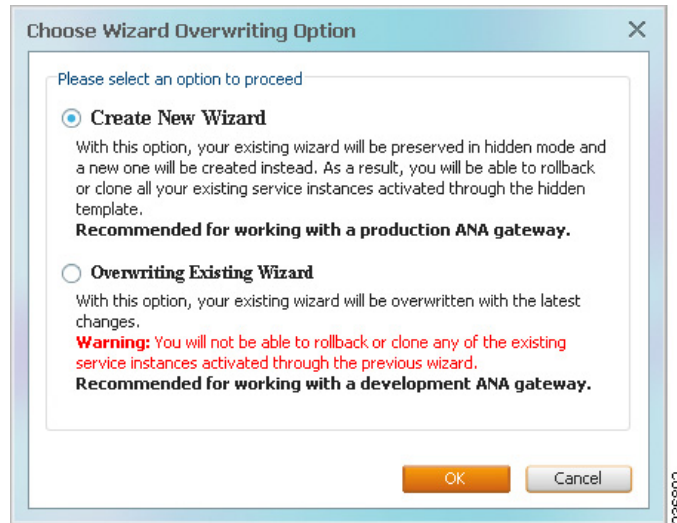 Choose Wizard Overwriting Option
Please select an option to proceed
Create New Wizard
With this option, your existing wizard will be preserved in hidden mode and
a new one will be created instead. As a result, you will be able to rollback
or clone all your existing service instances activated through the hidden
template.
Recommended for working with a production ANA gateway.
Overwriting Existing Wizard
With this option, your existing wizard will be overwritten with the latest
changes.
Warning: You will not be able to rollback or clone any of the existing
service instances activated through the previous wizard.
Recommended for working with a development ANA gateway.
OK
Cancel